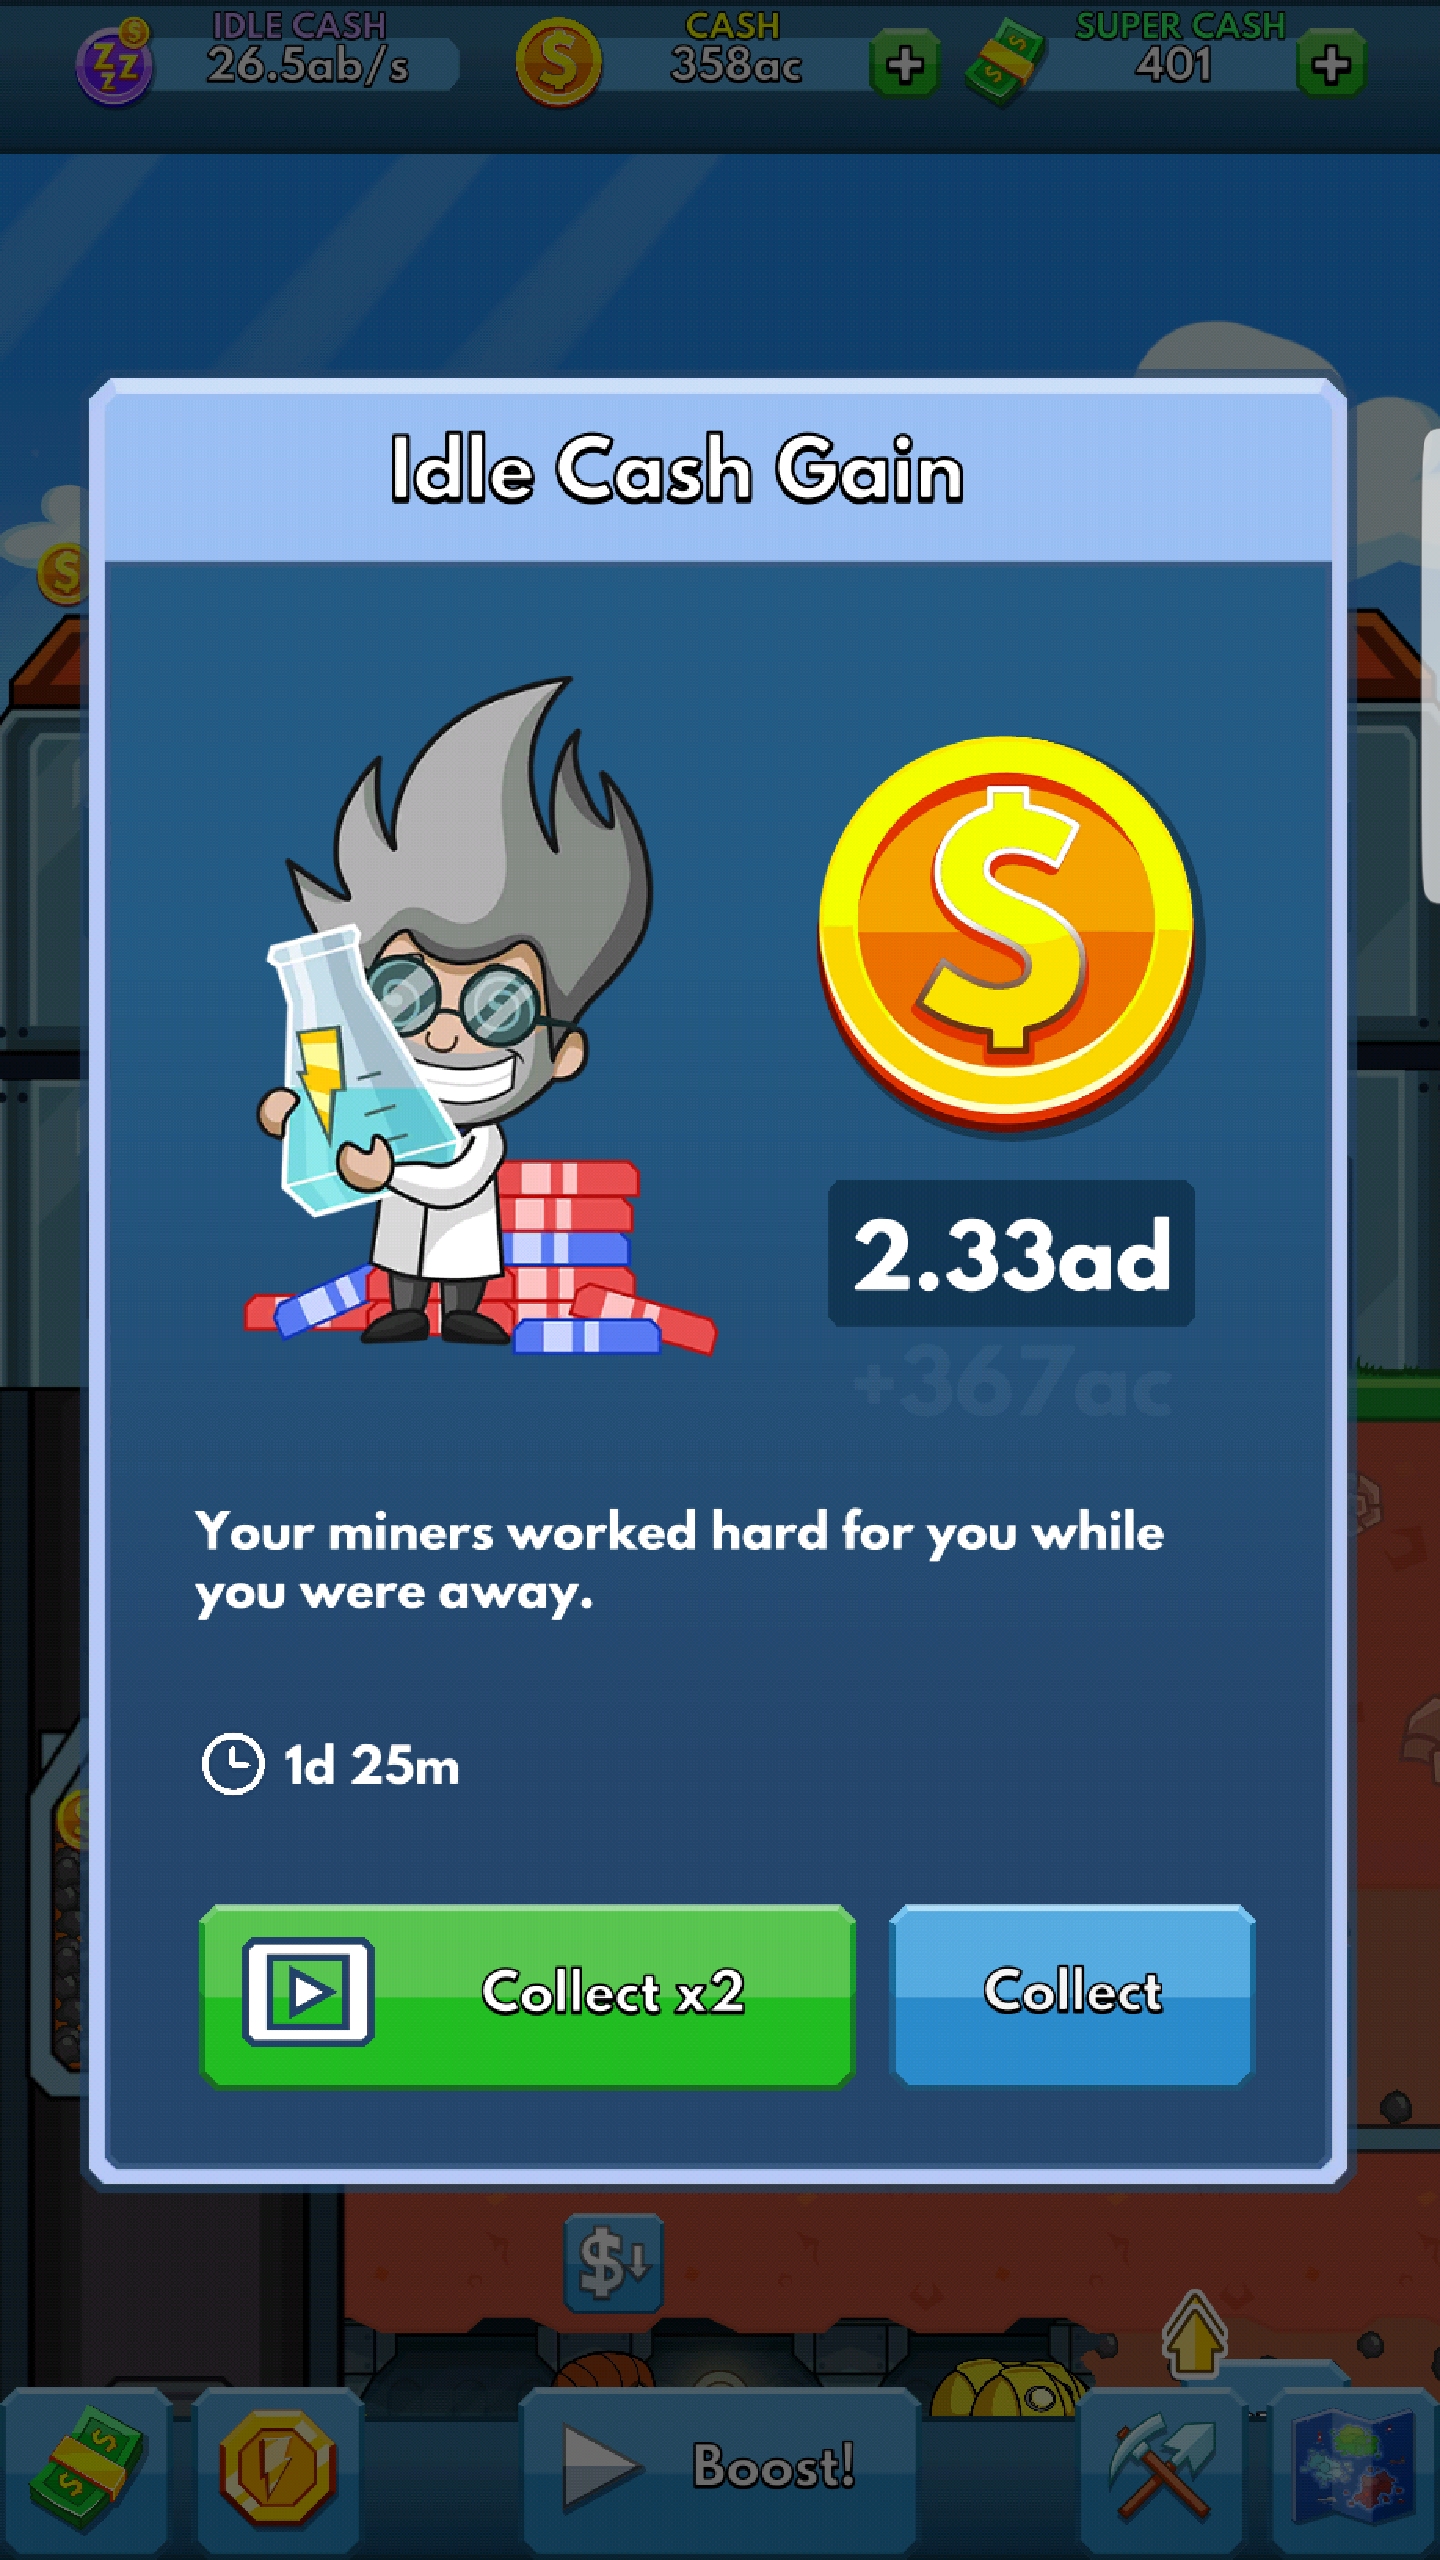 IDLE CASH
26.5ab/s
CASH
358ac
SUPER CASH
401
Idle Cash Gain
2.33ad
+367ac
Your miners worked hard for you while
you were away.
1d 25m
Collect x2
Collect
Boost!